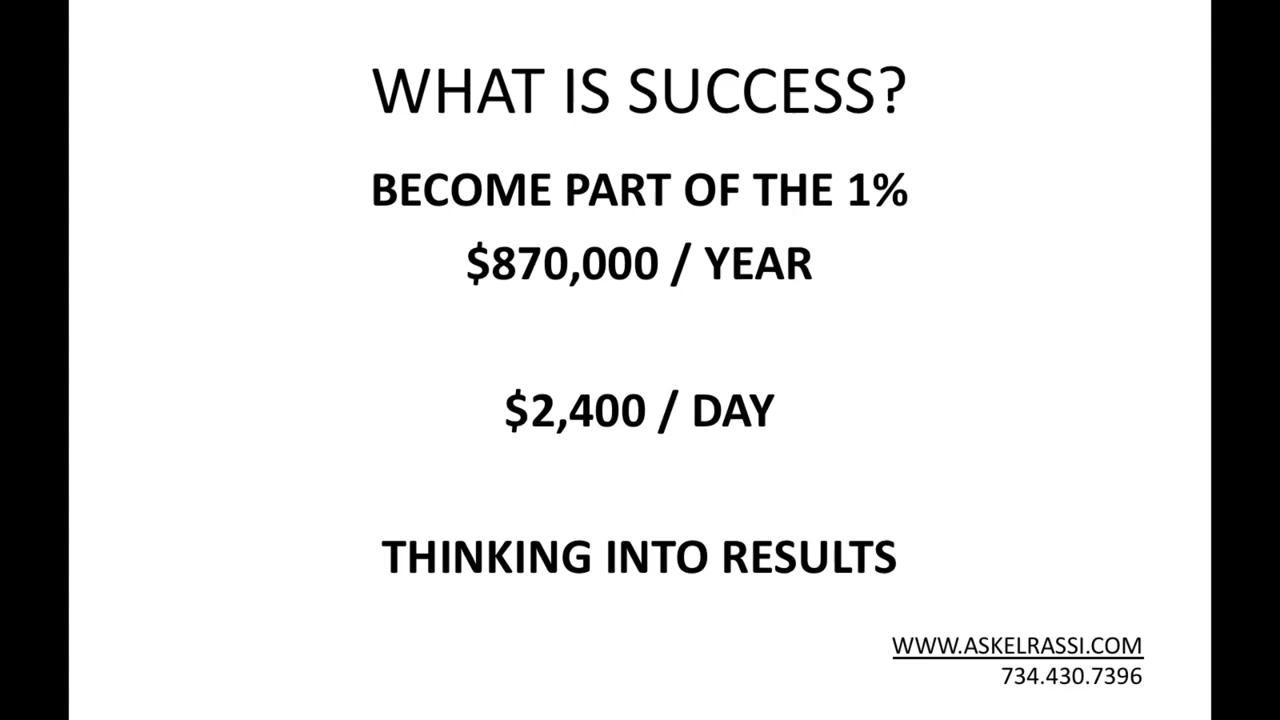 WHAT IS SUCCESS?
BECOME PART OF THE 1%
$870,000 / YEAR
$2,400 / DAY
THINKING INTO RESULTS
WWW.ASKELRASSI.COM
734.430.7396